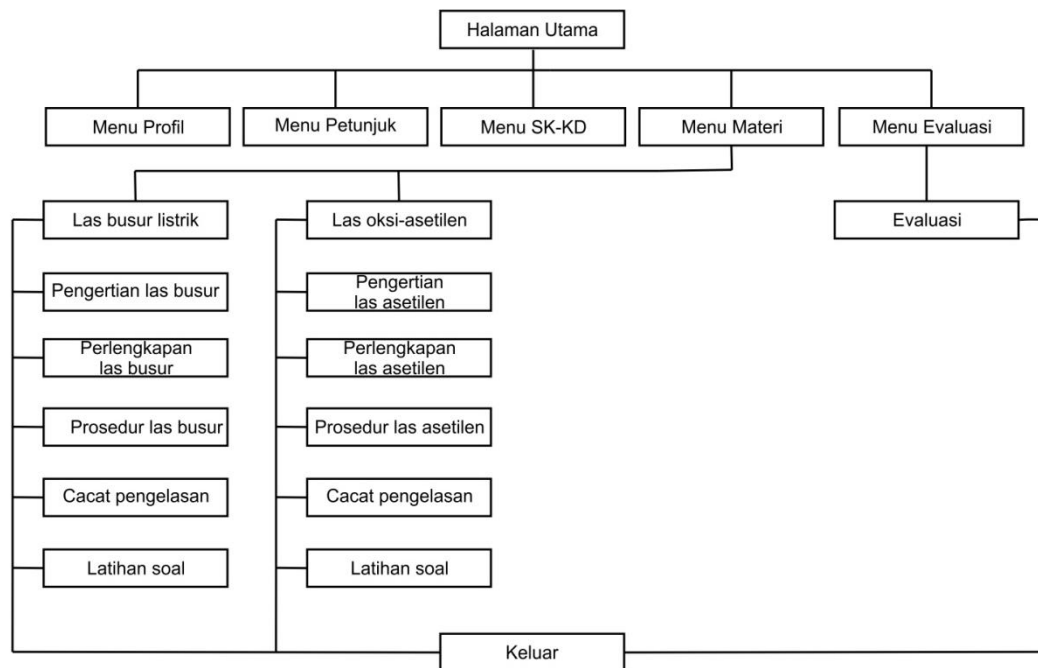 Halaman Utama
Menu Profil
Menu Petunjuk
Menu SK-KD
Menu Materi
Menu Evaluasi
Las busur listrik
Las oksi-asetilen
Evaluasi
Pengertian las busur
Pengertian
las asetilen
Perlengkapan
las busur
Perlengkapan
las asetilen
Prosedur las busur
Prosedur las asetilen
Cacat pengelasan
Cacat pengelasan
Latihan soal
Latihan soal
Keluar